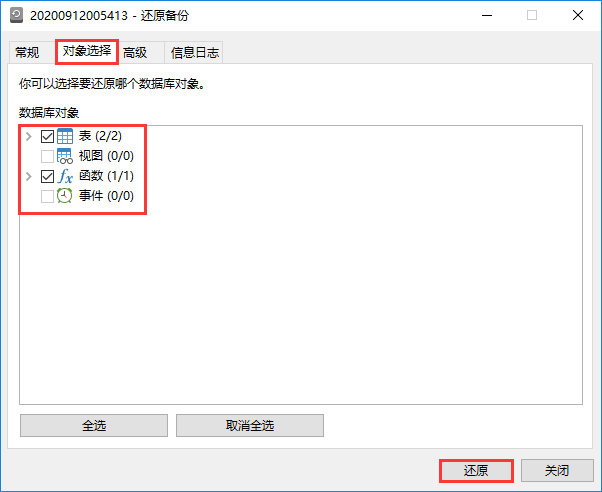 20200912005413 - 还原备份
常规 对象选择 高级 信息日志
你可以选择要还原哪个数据库对象。
数据库对象
表 (2/2)
视图 (0/0)
函数 (1/1)
事件 (0/0)
全选 取消全选
还原 关闭